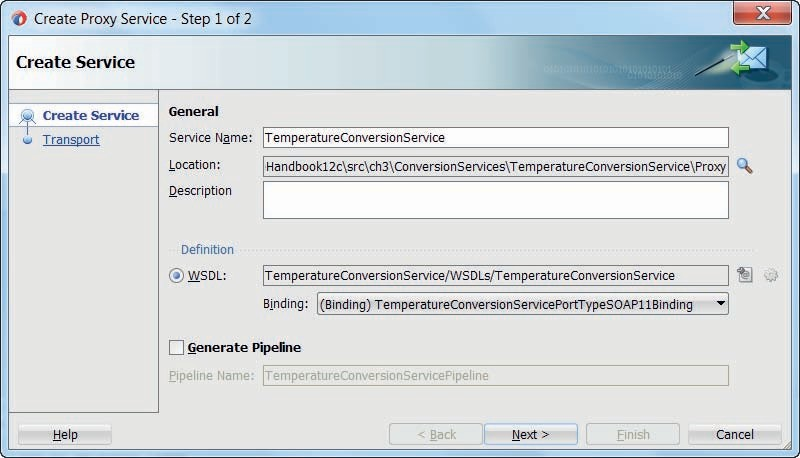 Create Proxy Service - Step 1 of 2
Create Service
Create Service
Transport
General
Service Name: TemperatureConversionService
Location: Handbook12c\src\ch3\ConversionServices\TemperatureConversionService\Proxy
Description
Definition
WSDL: TemperatureConversionService/WSDLs/TemperatureConversionService
Binding: (Binding) TemperatureConversionServicePortTypeSOAP11Binding
Generate Pipeline
Pipeline Name: TemperatureConversionServicePipeline
Help
< Back
Next >
Finish
Cancel